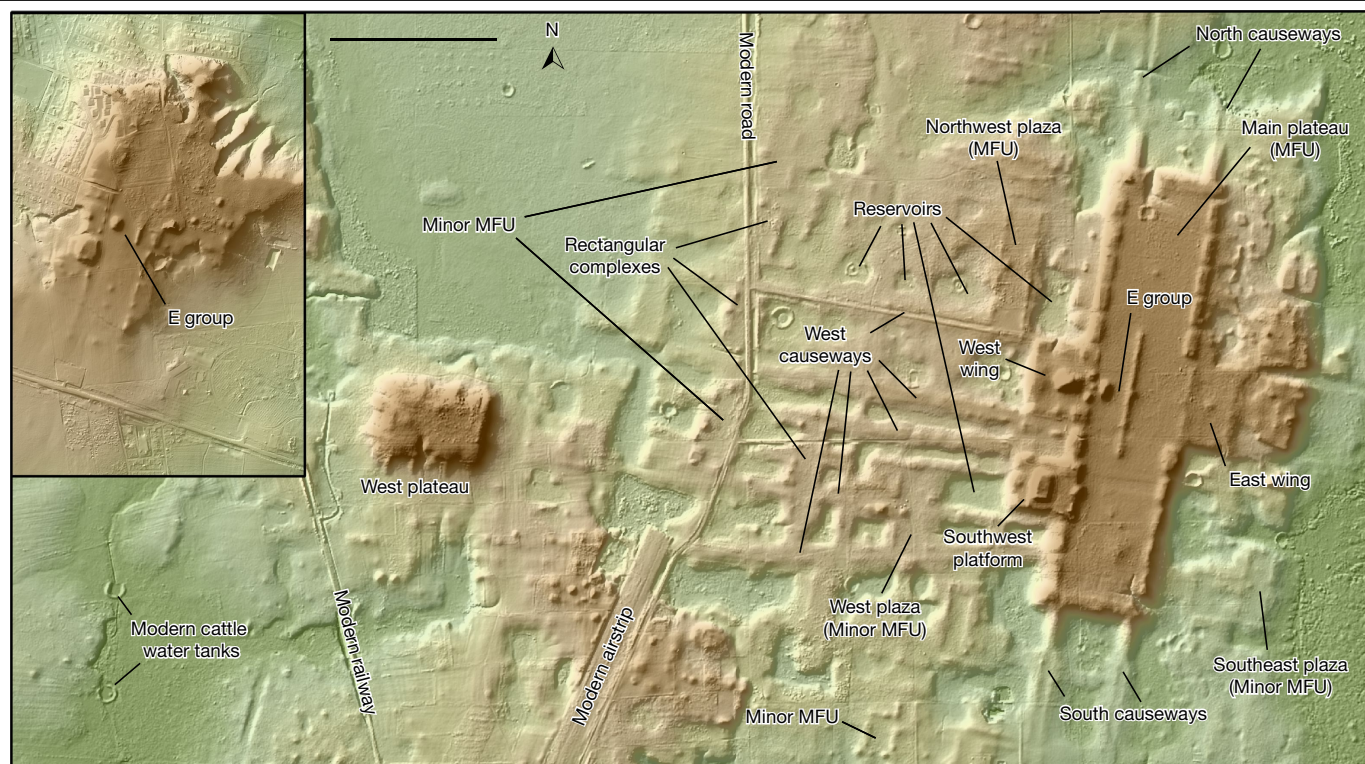 N
North causeways
Modern road
Northwest plaza
(MFU)
Main plateau
(MFU)
Minor MFU
Reservoirs
Rectangular
complexes
E group
E group
West
causeways
West
wing
West plateau
East wing
Southwest
platform
Modern cattle
water tanks
Modern railway
Modern airstrip
West plaza
(Minor MFU)
Southeast plaza
(Minor MFU)
Minor MFU
South causeways